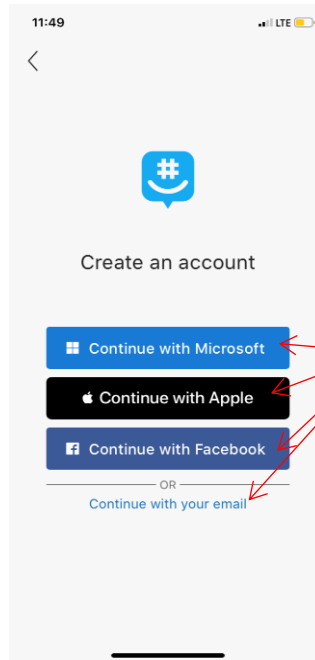 11:49 LTE
#
Create an account
Continue with Microsoft
Continue with Apple
f Continue with Facebook
OR
Continue with your email